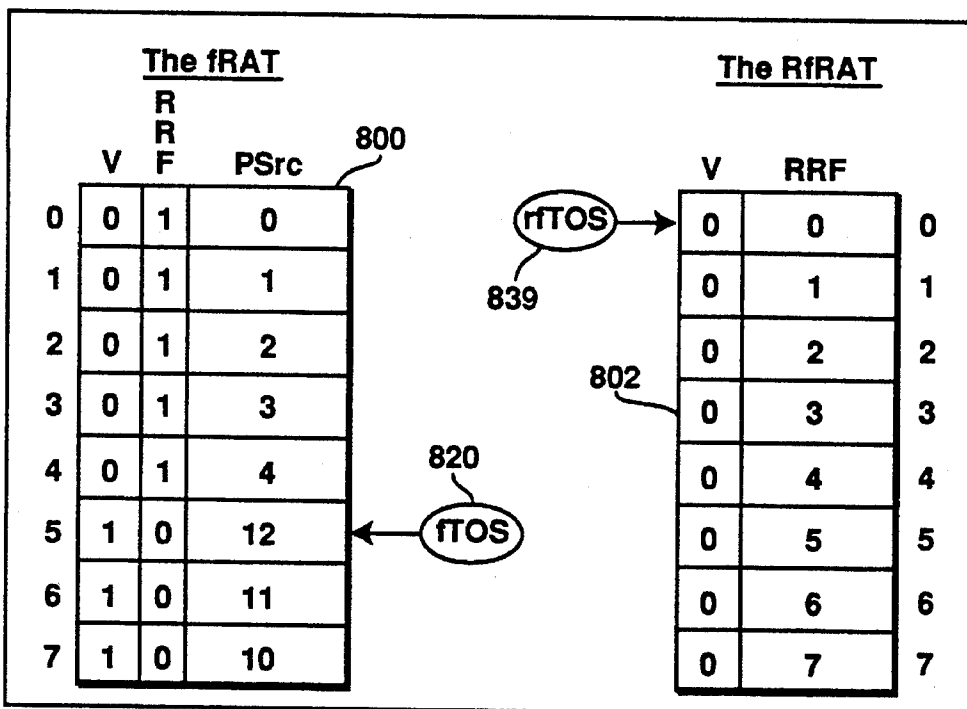 The fRAT
The RfRAT
R
R
V F PSrc
800
V RRF
0 0 1 0
rfTOS
0 0 0
1 0 1 1
839
0 1 1
2 0 1 2
0 2 2
3 0 1 3
802
0 3 3
4 0 1 4
820
0 4 4
5 1 0 12
fTOS
0 5 5
6 1 0 11
0 6 6
7 1 0 10
0 7 7